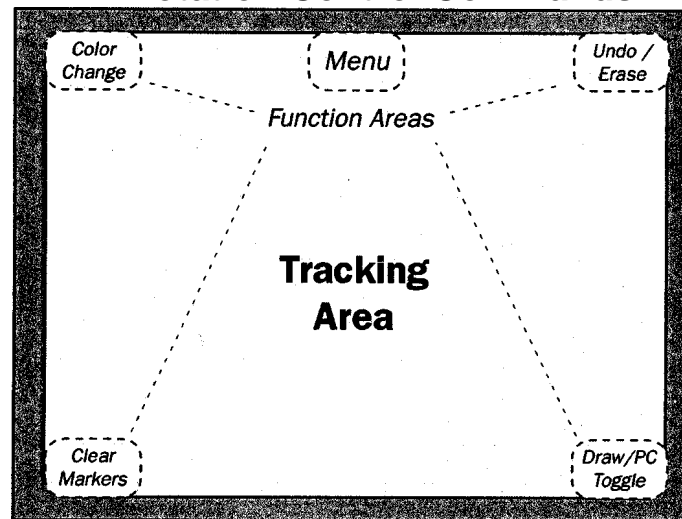 Color Change
Menu
Undo / Erase
Function Areas
Tracking
Area
Clear Markers
Draw/PC Toggle